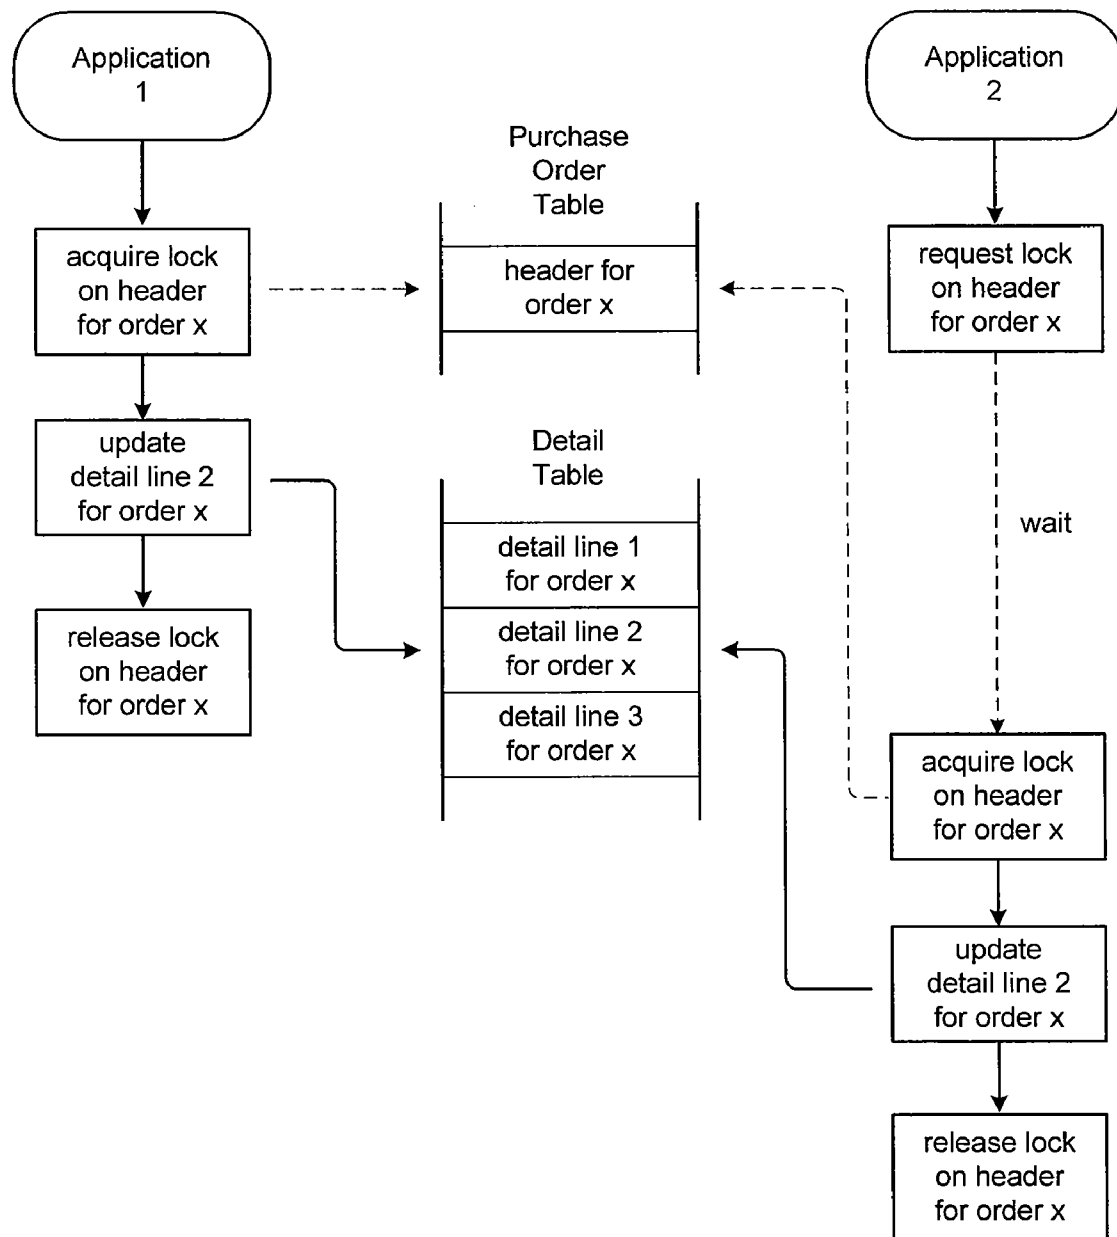 Application
1
acquire lock
on header
for order x
update
detail line 2
for order x
release lock
on header
for order x
Purchase
Order
Table
header for
order x
Detail
Table
detail line 1
for order x
detail line 2
for order x
detail line 3
for order x
Application
2
request lock
on header
for order x
wait
acquire lock
on header
for order x
update
detail line 2
for order x
release lock
on header
for order x